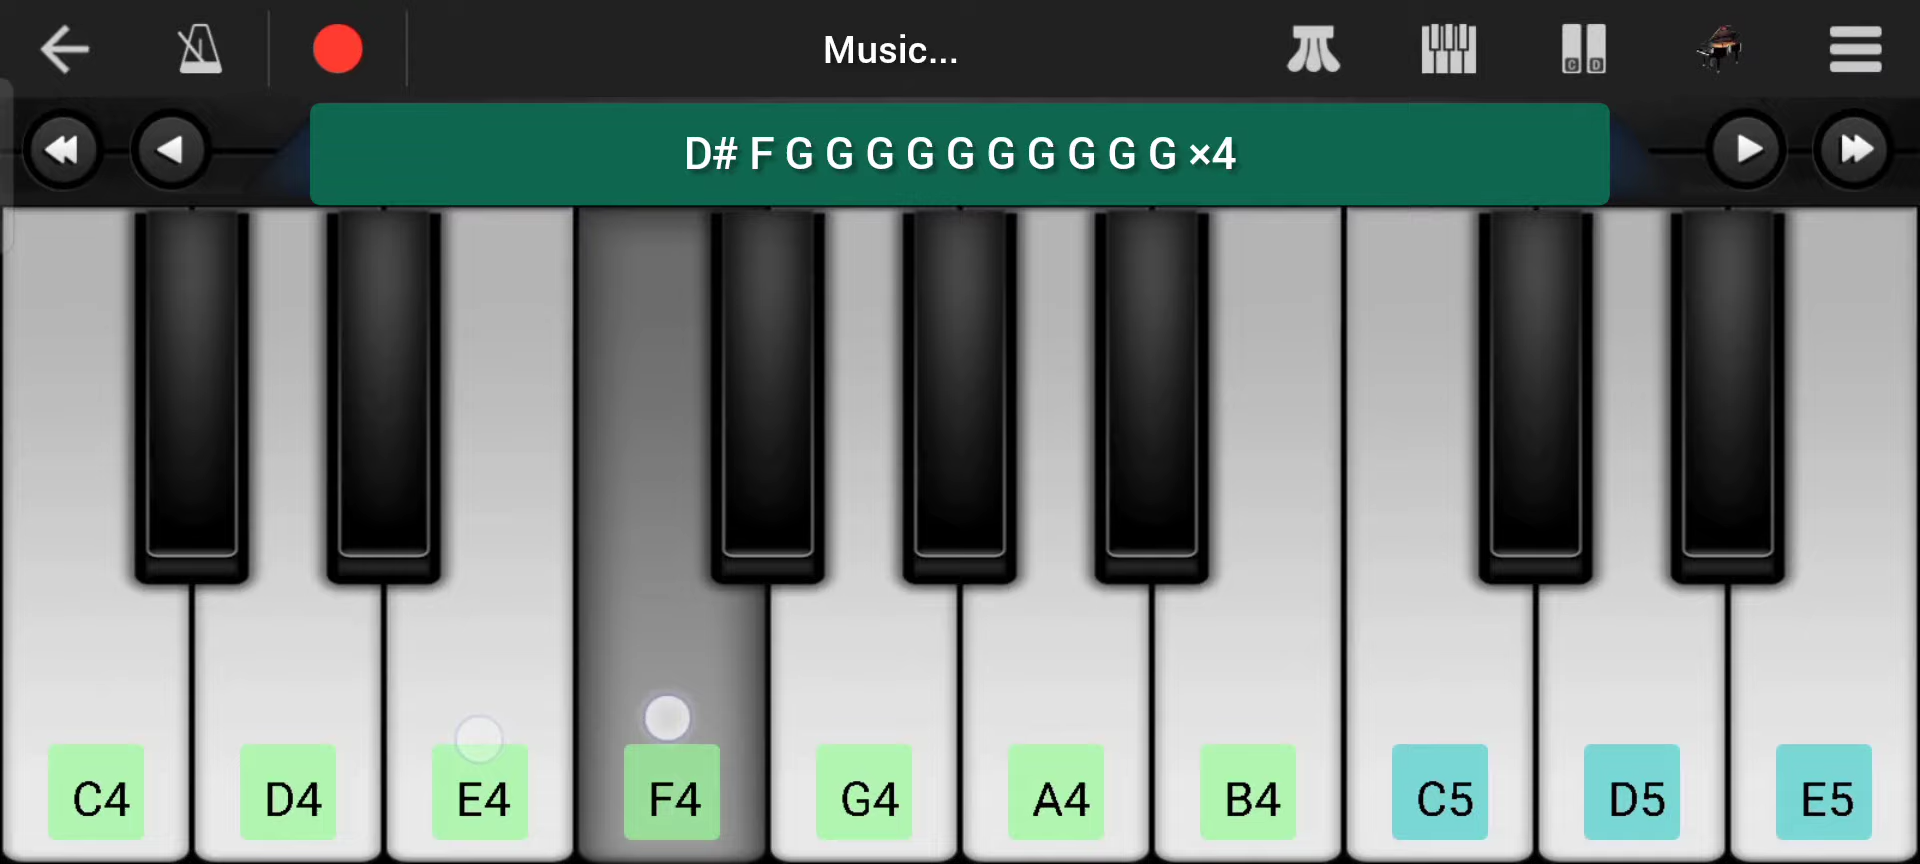 Music...
D# F G G G G G G G G G G ×4
C4 D4 E4 F4 G4 A4 B4 C5 D5 E5